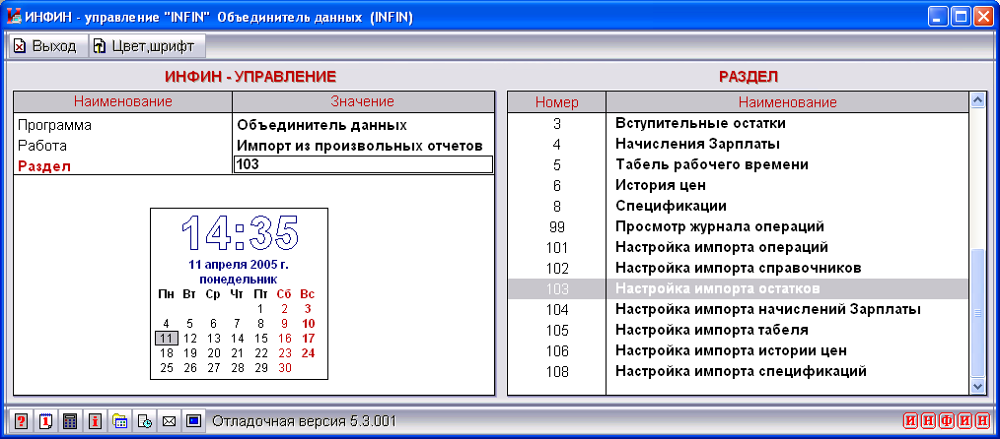 ИНФИН - управление "INFIN" Объединитель данных (INFIN)
Выход Цвет,шрифт
ИНФИН - УПРАВЛЕНИЕ
Наименование Значение
Программа Объединитель данных
Работа Импорт из произвольных отчетов
Раздел 103
14:35
11 апреля 2005 г.
понедельник
Пн Вт Ср Чт Пт Сб Вс
1 2 3
4 5 6 7 8 9 10
11 12 13 14 15 16 17
18 19 20 21 22 23 24
25 26 27 28 29 30
РАЗДЕЛ
Номер Наименование
3 Вступительные остатки
4 Начисления Зарплаты
5 Табель рабочего времени
6 История цен
8 Спецификации
99 Просмотр журнала операций
101 Настройка импорта операций
102 Настройка импорта справочников
103 Настройка импорта остатков
104 Настройка импорта начислений Зарплаты
105 Настройка импорта табеля
106 Настройка импорта истории цен
108 Настройка импорта спецификаций
Отладочная версия 5.3.001
ИНФИН